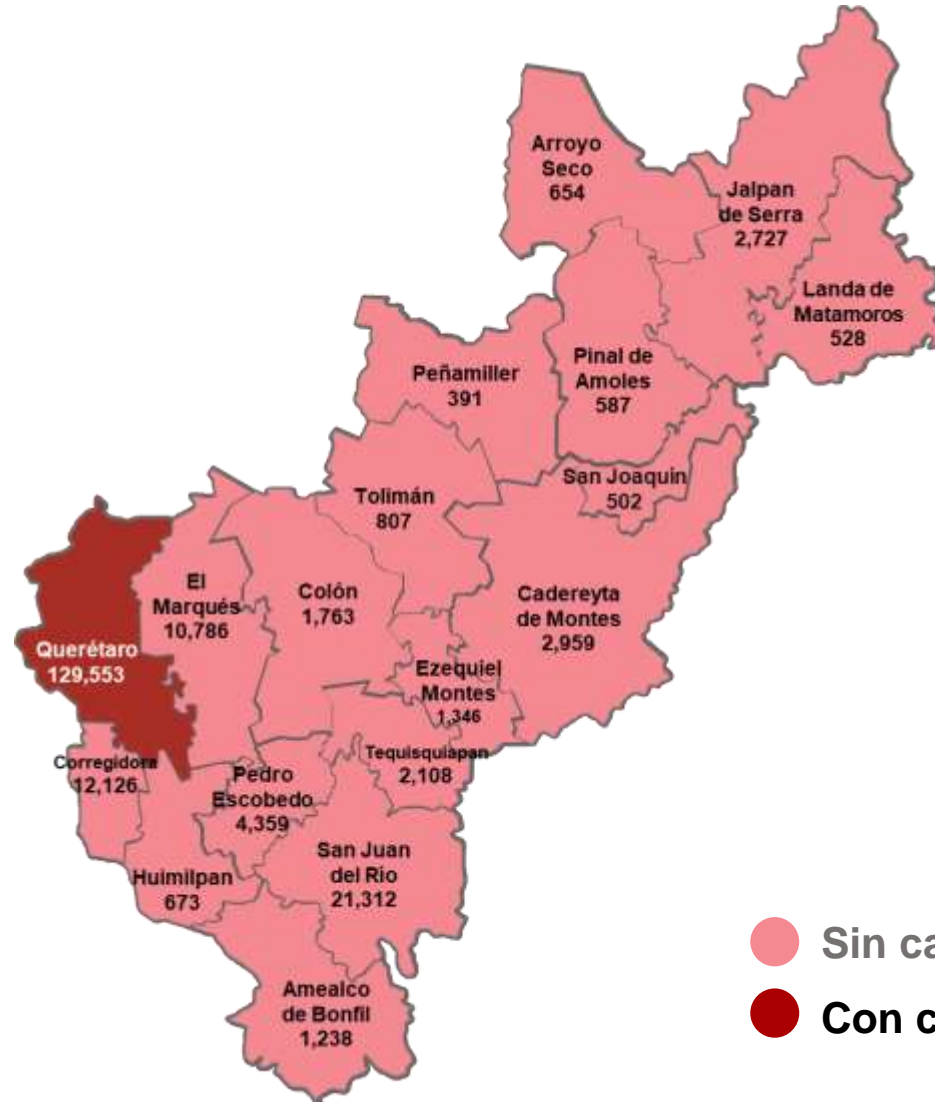 Arroyo
Seco
654
Jalpan
de Serra
2,727
Landa de
Matamoros
528
Peñamiller
391
Pinal de
Amoles
587
San Joaquin
502
Tolimán
807
El
Marqués
10,786
Colón
1,763
Cadereyta
de Montes
2,959
Querétaro
129,553
Ezequiel
Montes
1,346
Corregidora
12,126
Tequisquiapan
2,108
Pedro
Escobedo
4,359
San Juan
del Rio
21,312
Huimilpan
673
Amealco
de Bonfil
1,238
Sin ca
Con c